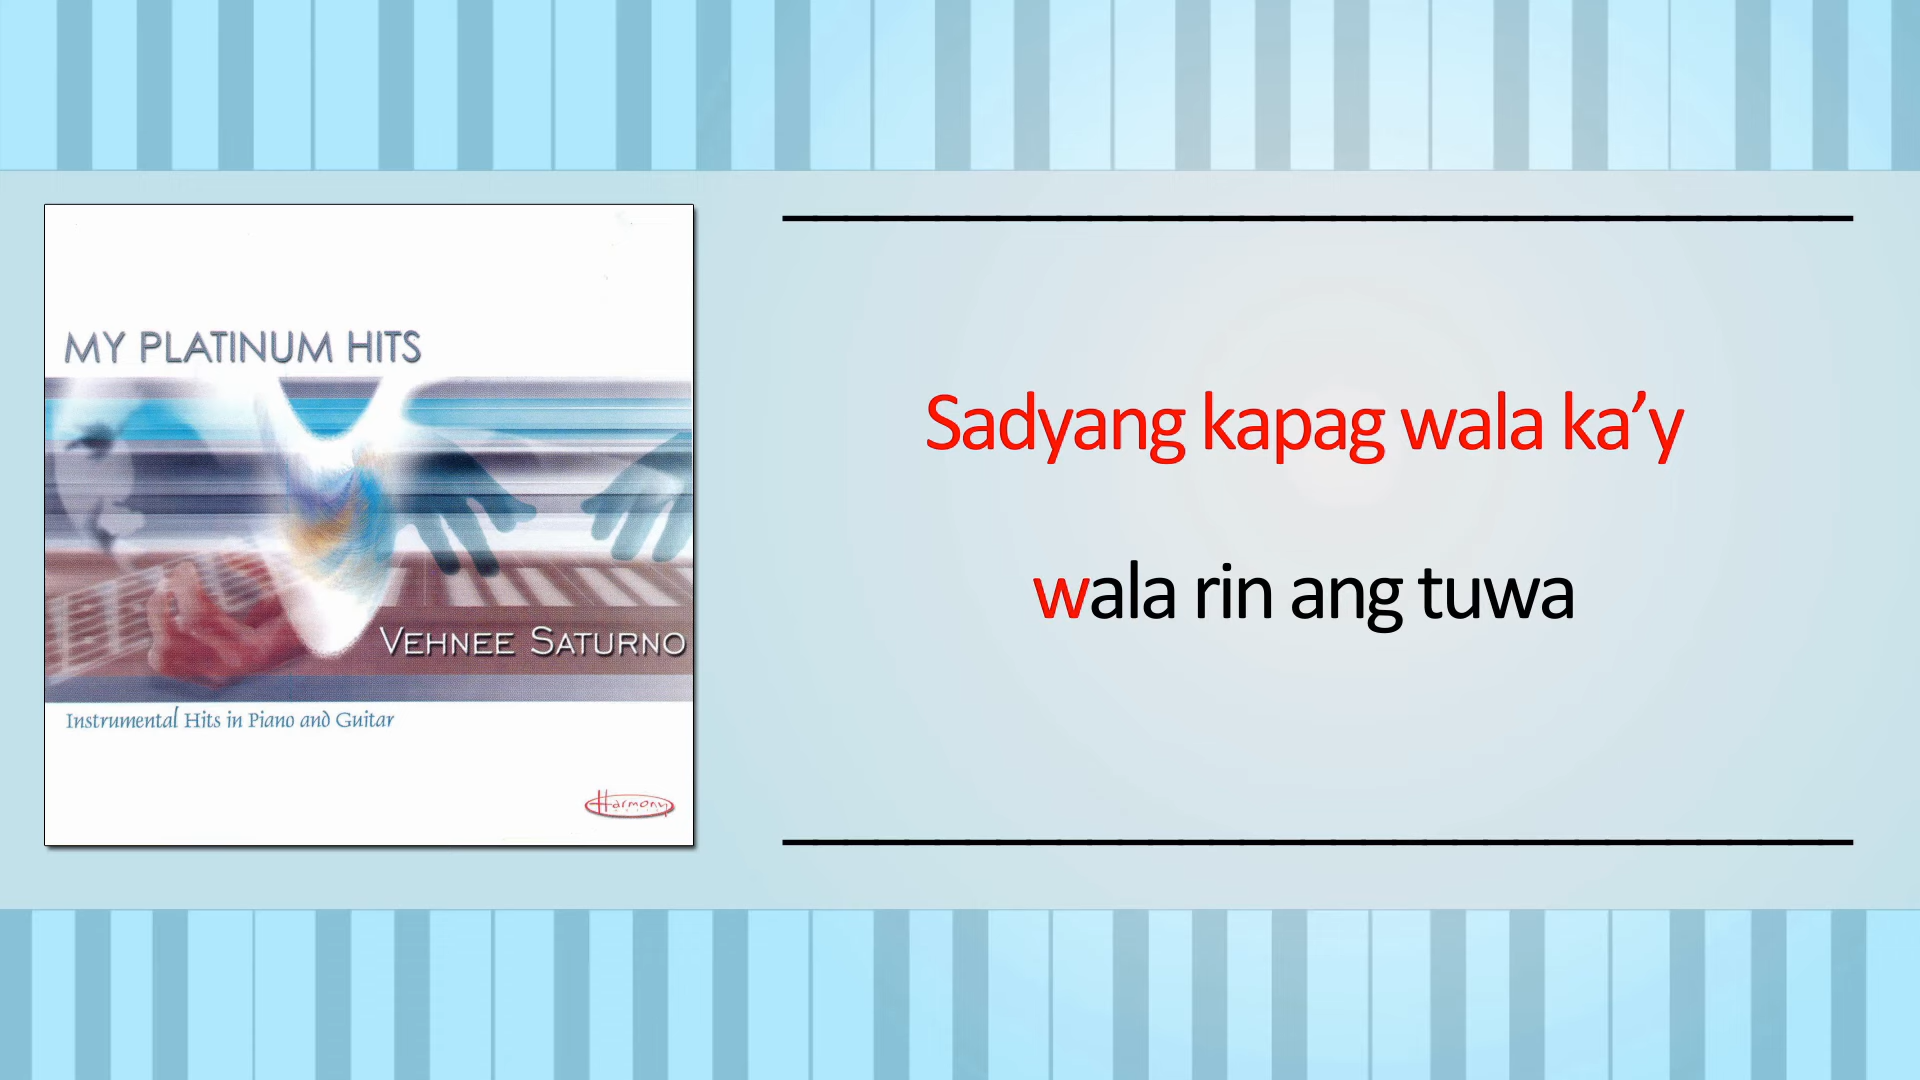 MY PLATINUM HITS
VEHNEE SATURNO
Instrumental Hits in Piano and Guitar
Harmony
Sadyang kapag wala ka’y
wala rin ang tuwa